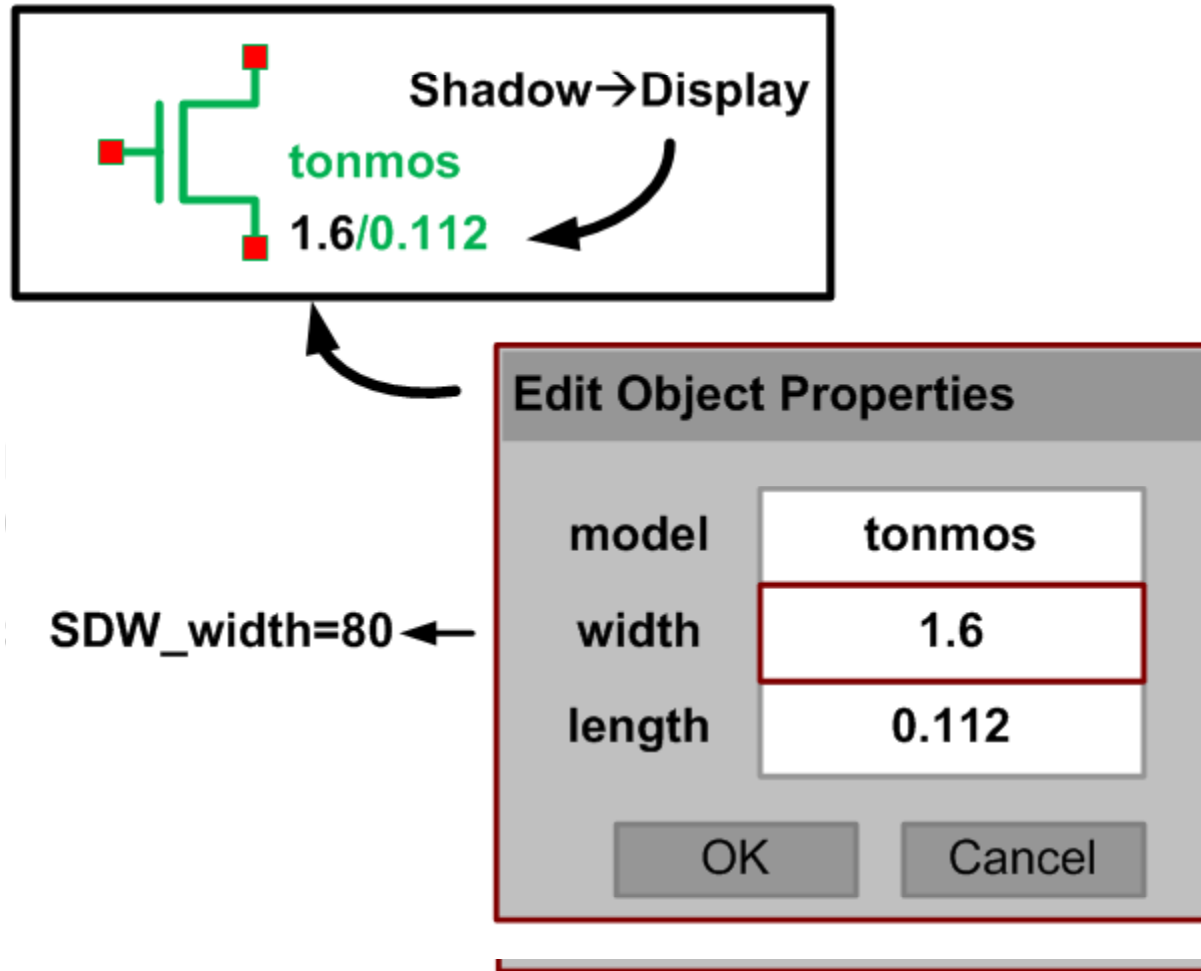 Shadow→Display
tonmos
1.6/0.112
Edit Object Properties
model tonmos
SDW_width=80 width 1.6
length 0.112
OK Cancel